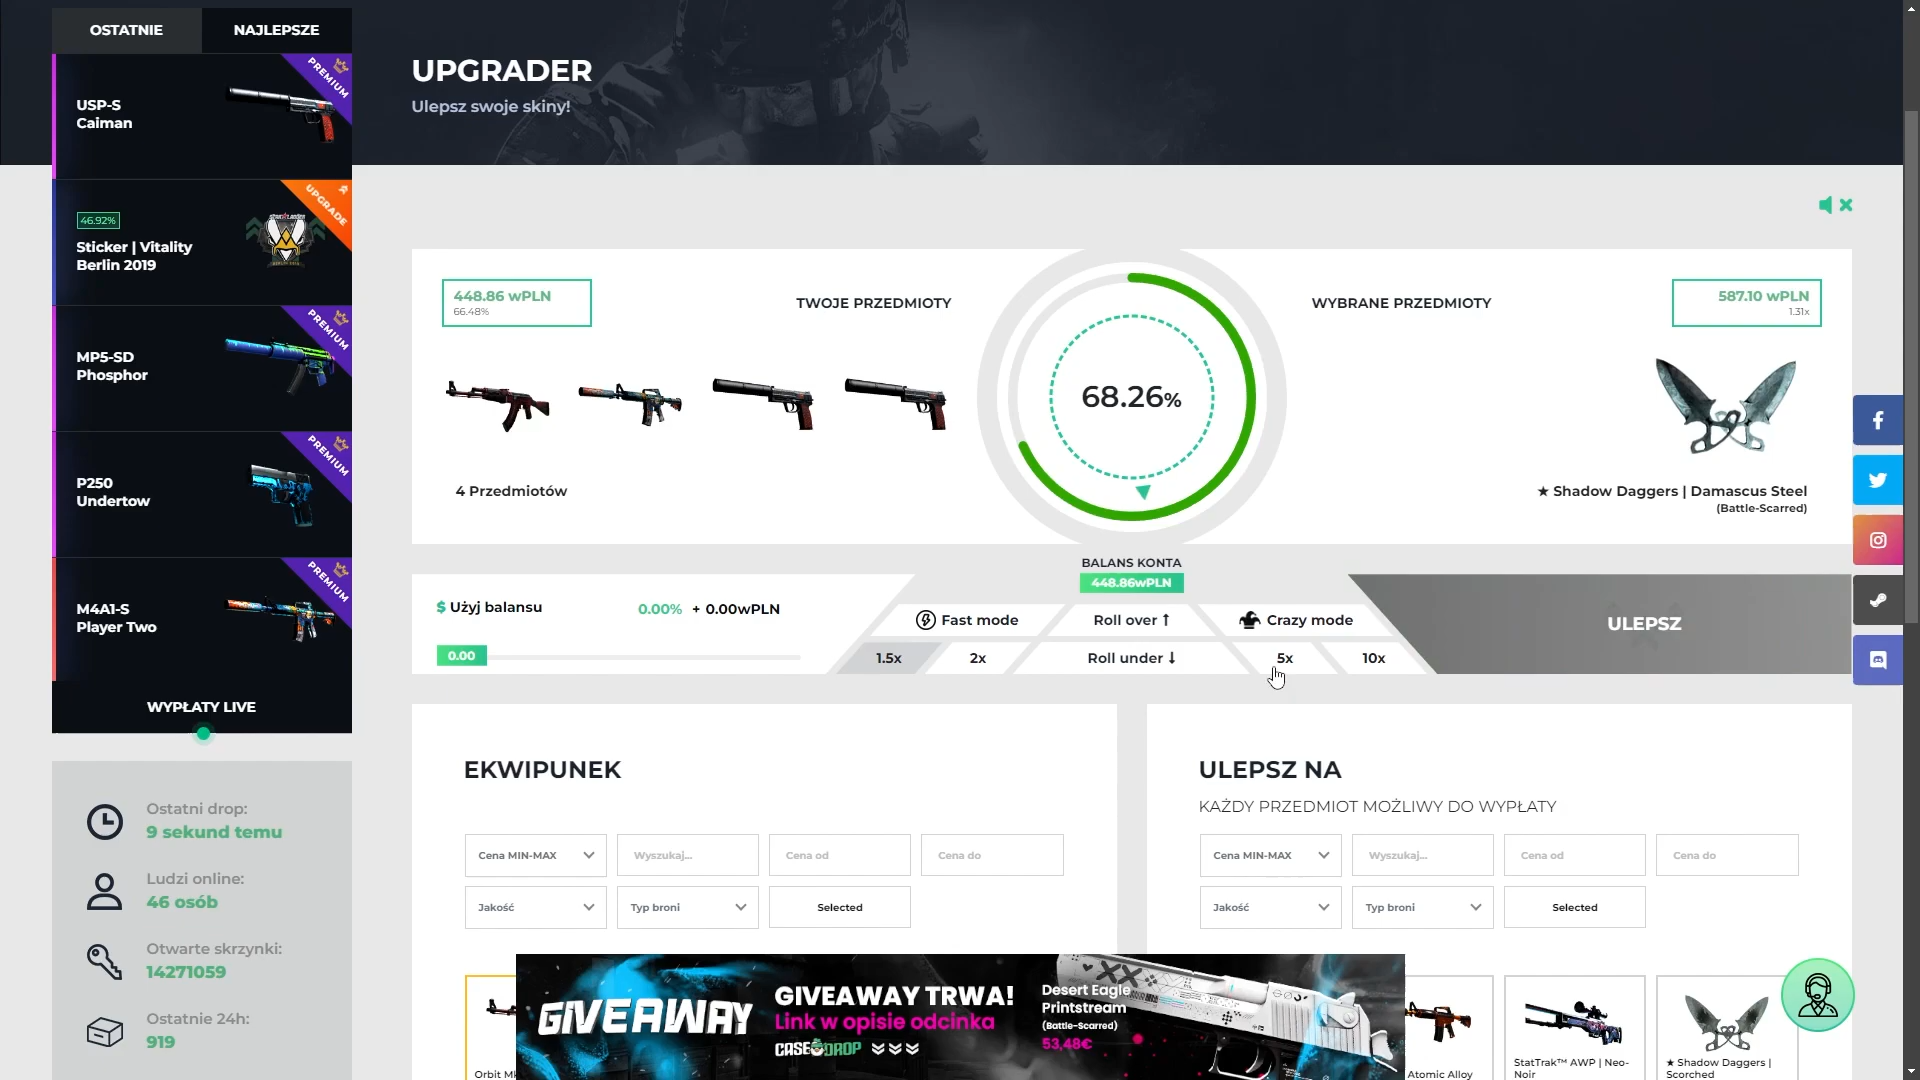 OSTATNIE
NAJLEPSZE
PREMIUM
USP-S
Caiman
UPGRADE
46.92%
Sticker | Vitality
Berlin 2019
PREMIUM
MP5-SD
Phosphor
PREMIUM
P250
Undertow
PREMIUM
M4A1-S
Player Two
WYPŁATY LIVE
Ostatni drop:
9 sekund temu
Ludzi online:
46 osób
Otwarte skrzynki:
14271059
Ostatnie 24h:
919
UPGRADER
Ulepsz swoje skiny!
448.86 wPLN
66.48%
TWOJE PRZEDMIOTY
4 Przedmiotów
68.26%
WYBRANE PRZEDMIOTY
587.10 wPLN
1.31x
★ Shadow Daggers | Damascus Steel
(Battle-Scarred)
BALANS KONTA
448.86wPLN
$ Użyj balansu
0.00% + 0.00wPLN
0.00
Fast mode
Roll over ↑
Crazy mode
1.5x
2x
Roll under ↓
5x
10x
ULEPSZ
EKWIPUNEK
Cena MIN-MAX
Wyszukaj...
Cena od
Cena do
Jakość
Typ broni
Selected
ULEPSZ NA
KAŻDY PRZEDMIOT MOŻLIWY DO WYPŁATY
Cena MIN-MAX
Wyszukaj...
Cena od
Cena do
Jakość
Typ broni
Selected
Orbit
GIVEAWAY
GIVEAWAY TRWA!
Link w opisie odcinka
CASEDROP
Desert Eagle
Printstream
(Battle-Scarred)
53,48€
Atomic Alloy
StatTrak™ AWP | Neo-
Noir
★ Shadow Daggers |
Scorched